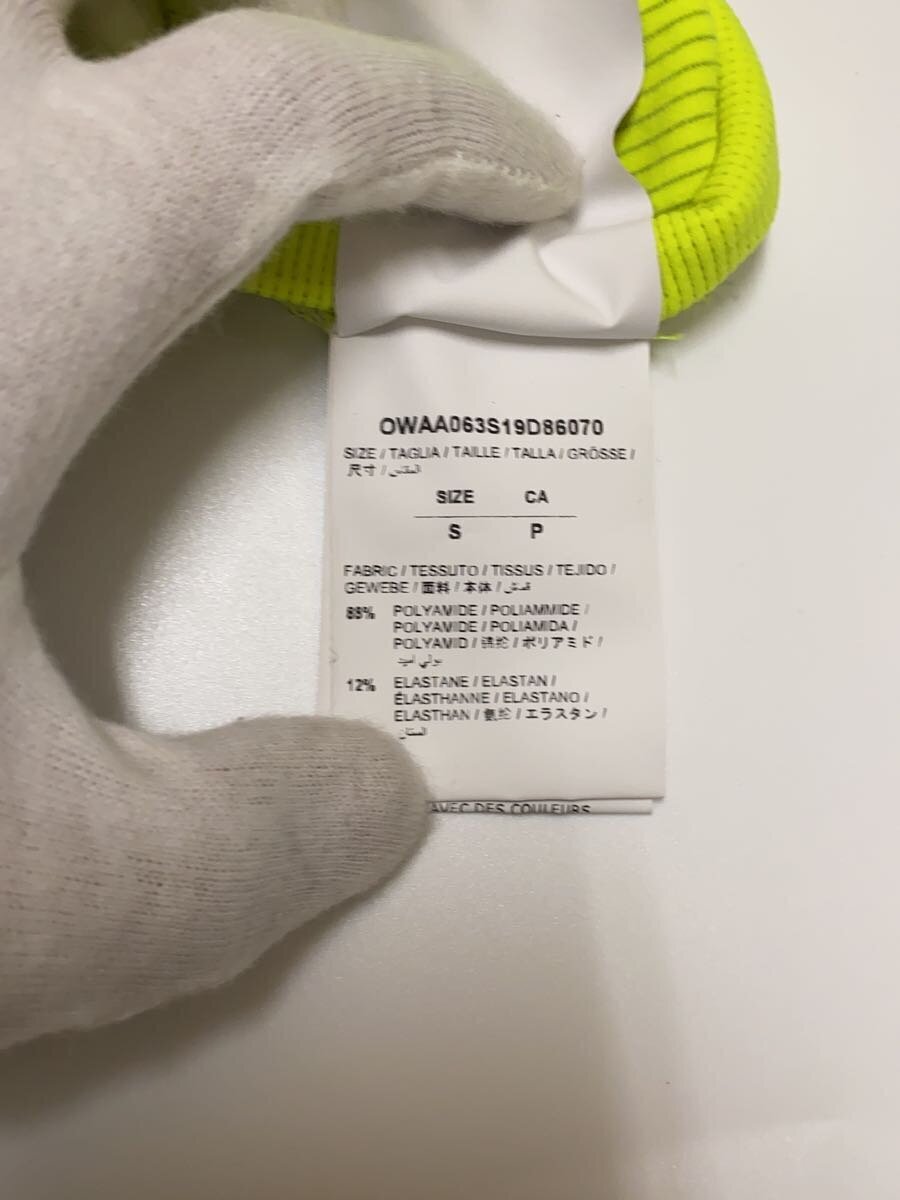 OWAA063S19D86070
SIZE / TAGLIA / TAILLE / TALLA / GRÖSSE /
尺寸 / المقاس
SIZE CA
S P
FABRIC / TESSUTO / TISSUS / TEJIDO /
GEWEBE / 面料 / 本体 / قماش
88% POLYAMIDE / POLIAMMIDE /
POLYAMIDE / POLIAMIDA /
POLYAMID / 锦纶 / ポリアミド /
بولي اميد
12% ELASTANE / ELASTAN /
ÉLASTHANNE / ELASTANO /
ELASTHAN / 氨纶 / エラスタン /
الاستان
AVEC DES COULEURS